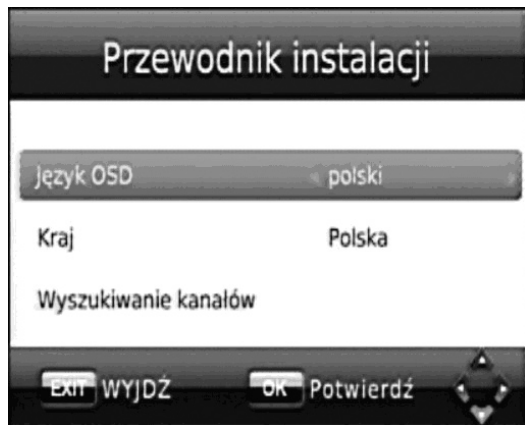 Przewodnik instalacji
Język OSD polski
Kraj Polska
Wyszukiwanie kanałów
EXIT WYJDŹ OK Potwierdź